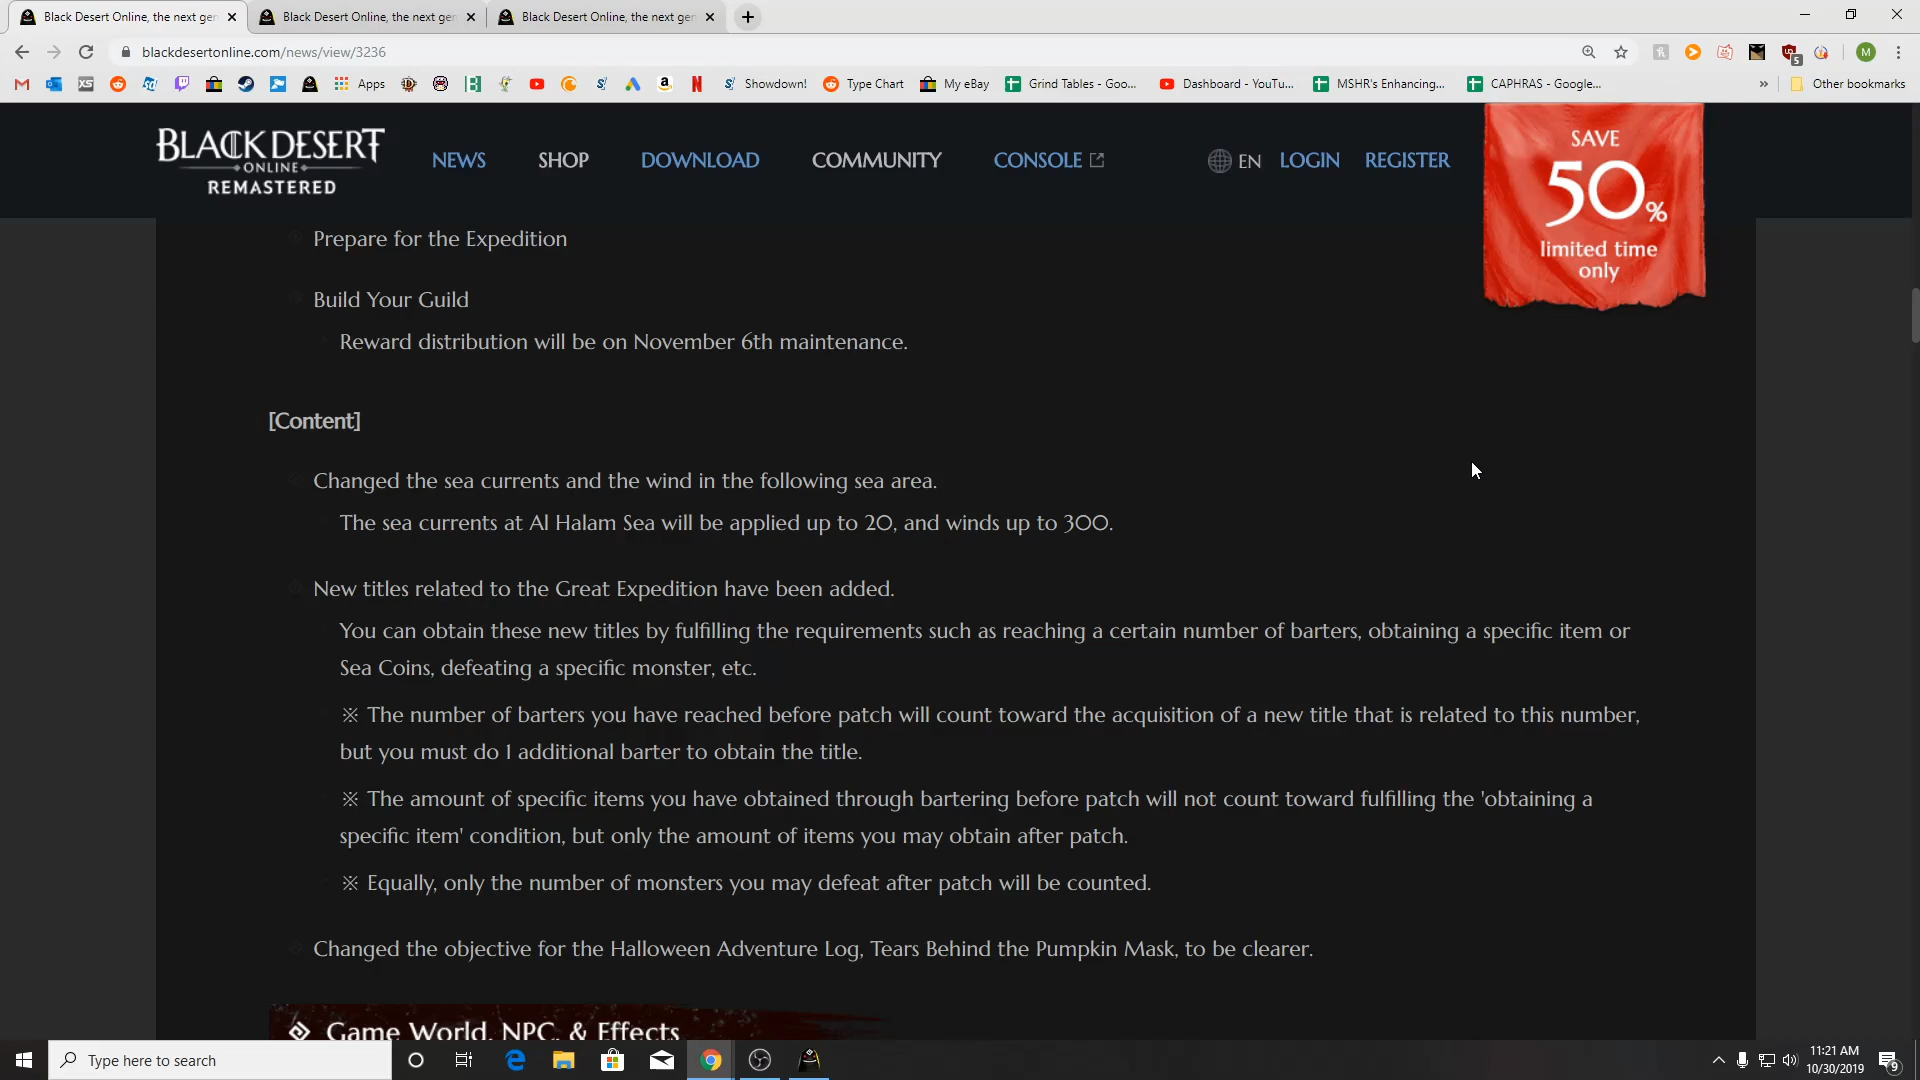 Black Desert Online, the next gen
Black Desert Online, the next gen
Black Desert Online, the next gen
blackdesertonline.com/news/view/3236
5
M
Apps
Showdown!
Type Chart
My eBay
Grind Tables - Goo...
Dashboard - YouTu...
MSHR's Enhancing...
CAPHRAS - Google...
»
Other bookmarks
BLACK DESERT
ONLINE
REMASTERED
NEWS
SHOP
DOWNLOAD
COMMUNITY
CONSOLE
EN
LOGIN
REGISTER
SAVE
50%
limited time
only
Prepare for the Expedition
Build Your Guild
Reward distribution will be on November 6th maintenance.
[Content]
Changed the sea currents and the wind in the following sea area.
The sea currents at Al Halam Sea will be applied up to 20, and winds up to 300.
New titles related to the Great Expedition have been added.
You can obtain these new titles by fulfilling the requirements such as reaching a certain number of barters, obtaining a specific item or
Sea Coins, defeating a specific monster, etc.
※ The number of barters you have reached before patch will count toward the acquisition of a new title that is related to this number,
but you must do 1 additional barter to obtain the title.
※ The amount of specific items you have obtained through bartering before patch will not count toward fulfilling the 'obtaining a
specific item' condition, but only the amount of items you may obtain after patch.
※ Equally, only the number of monsters you may defeat after patch will be counted.
Changed the objective for the Halloween Adventure Log, Tears Behind the Pumpkin Mask, to be clearer.
Game World, NPC, & Effects
Type here to search
11:21 AM
10/30/2019
9